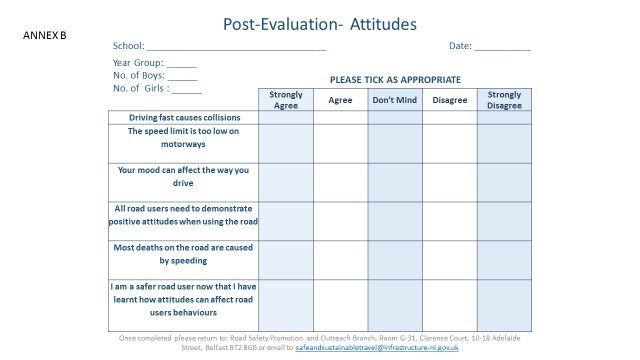 Post-Evaluation- Attitudes
ANNEX B
School: ________________________________ Date: __________
Year Group: _____
No. of Boys: _____
No. of Girls : _____
PLEASE TICK AS APPROPRIATE
Strongly Agree Agree Don't Mind Disagree Strongly Disagree
Driving fast causes collisions
The speed limit is too low on
motorways
Your mood can affect the way you
drive
All road users need to demonstrate
positive attitudes when using the road
Most deaths on the road are caused
by speeding
I am a safer road user now that I have
learnt how attitudes can affect road
users behaviours
Once completed please return to: Road Safety Promotion and Outreach Branch, Room G-31, Clarence Court, 10-18 Adelaide
Street, Belfast BT2 8GB or email to safeandsustainabletravel@infrastructure-ni.gov.uk